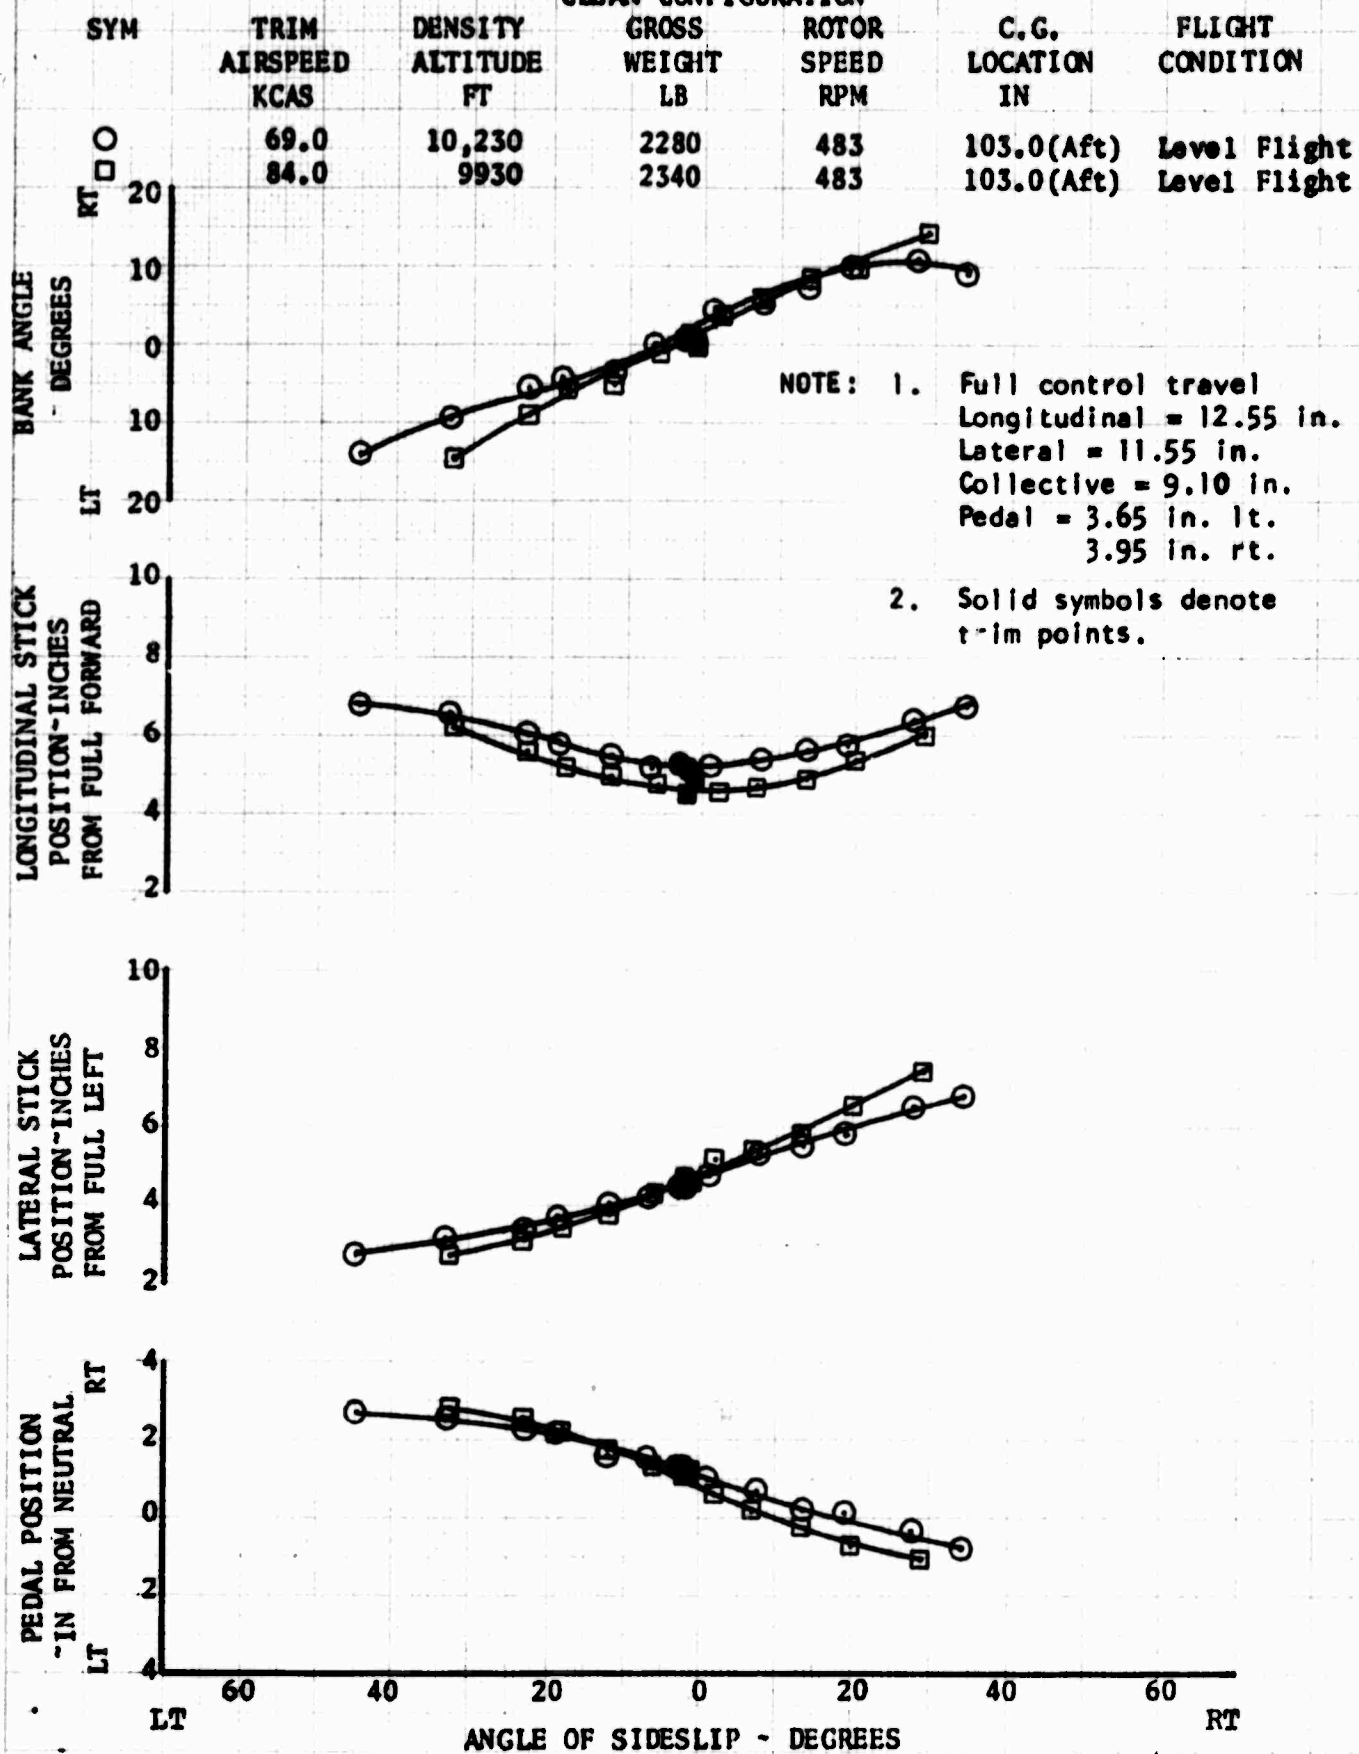 CLEAN CONFIGURATION
SYM TRIM AIRSPEED KCAS DENSITY ALTITUDE FT GROSS WEIGHT LB ROTOR SPEED RPM C.G. LOCATION IN FLIGHT CONDITION
69.0 10,230 2280 483 103.0(Aft) Level Flight
84.0 9930 2340 483 103.0(Aft) Level Flight
BANK ANGLE
- DEGREES
RT
LT
20
10
0
10
20
NOTE: 1. Full control travel
Longitudinal = 12.55 in.
Lateral = 11.55 in.
Collective = 9.10 in.
Pedal = 3.65 in. lt.
3.95 in. rt.
2. Solid symbols denote
t-im points.
LONGITUDINAL STICK
POSITION~INCHES
FROM FULL FORWARD
10
8
6
4
2
LATERAL STICK
POSITION~INCHES
FROM FULL LEFT
10
8
6
4
2
PEDAL POSITION
~IN FROM NEUTRAL
RT
LT
4
2
0
2
4
60 40 20 0 20 40 60
LT RT
ANGLE OF SIDESLIP - DEGREES